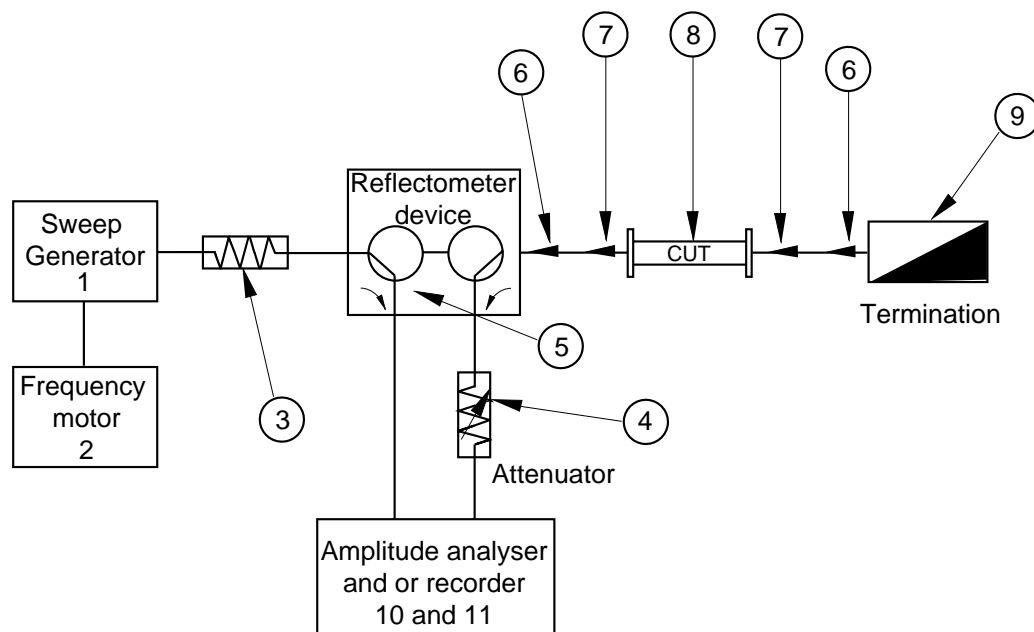 6
7
8
7
6
9
Reflectometer
device
Sweep
Generator
1
CUT
Termination
5
Frequency
motor
2
3
4
Attenuator
Amplitude analyser
and or recorder
10 and 11